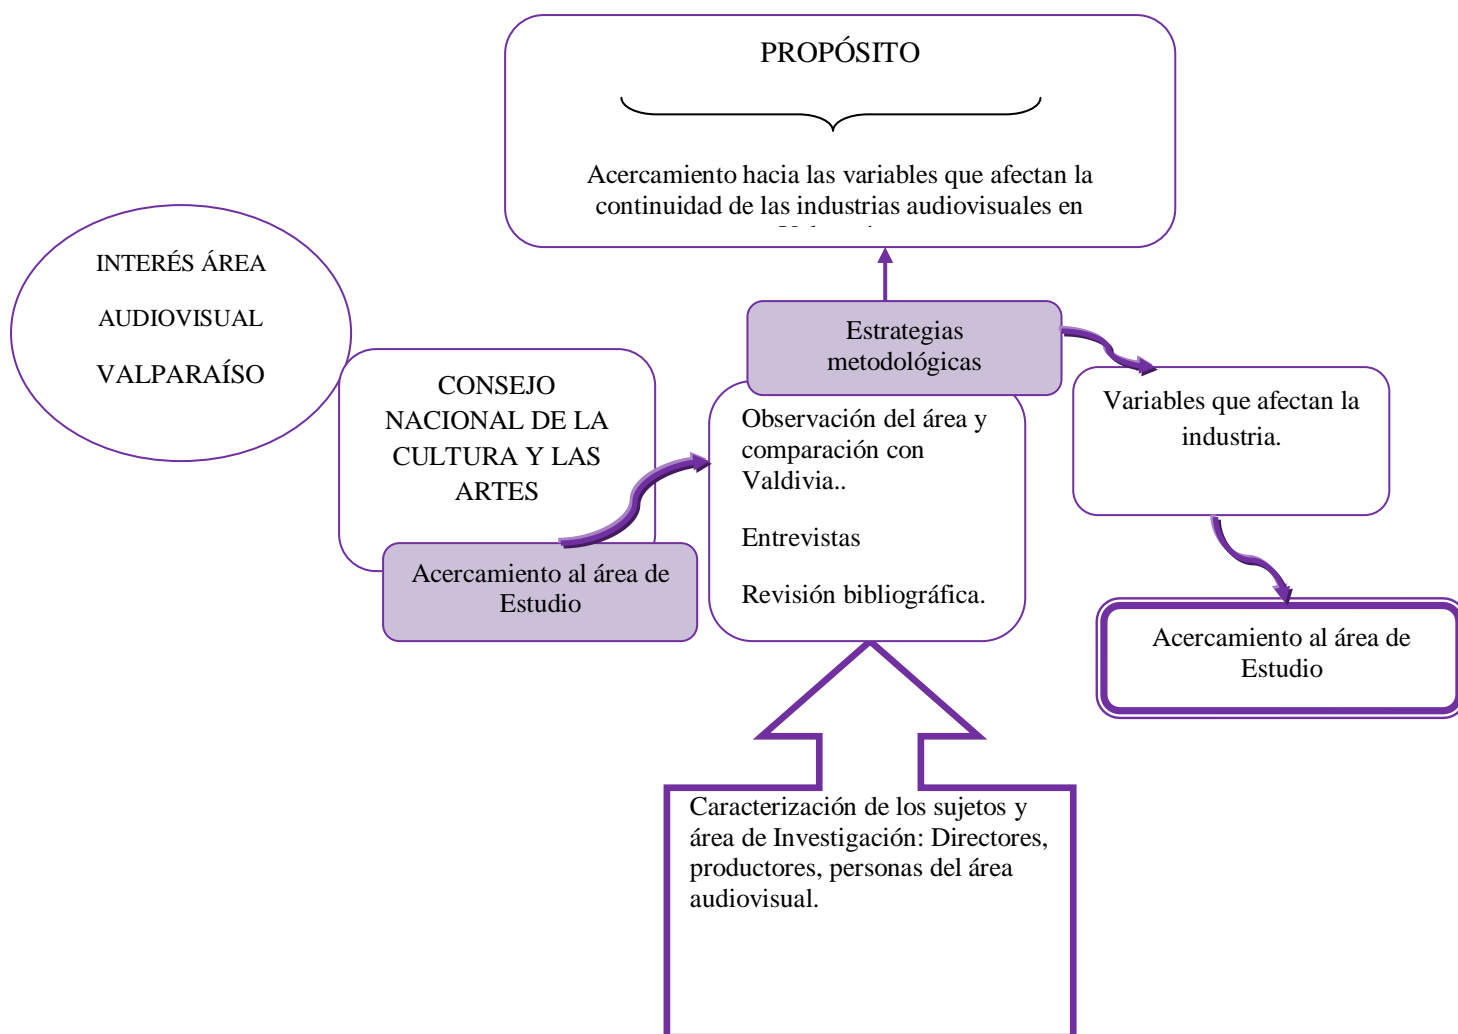 PROPÓSITO
Acercamiento hacia las variables que afectan la
continuidad de las industrias audiovisuales en
INTERÉS ÁREA
AUDIOVISUAL
VALPARAÍSO
CONSEJO
NACIONAL DE LA
CULTURA Y LAS
ARTES
Acercamiento al área de
Estudio
Estrategias
metodológicas
Observación del área y
comparación con
Valdivia..
Entrevistas
Revisión bibliográfica.
Variables que afectan la
industria.
Acercamiento al área de
Estudio
Caracterización de los sujetos y
área de Investigación: Directores,
productores, personas del área
audiovisual.